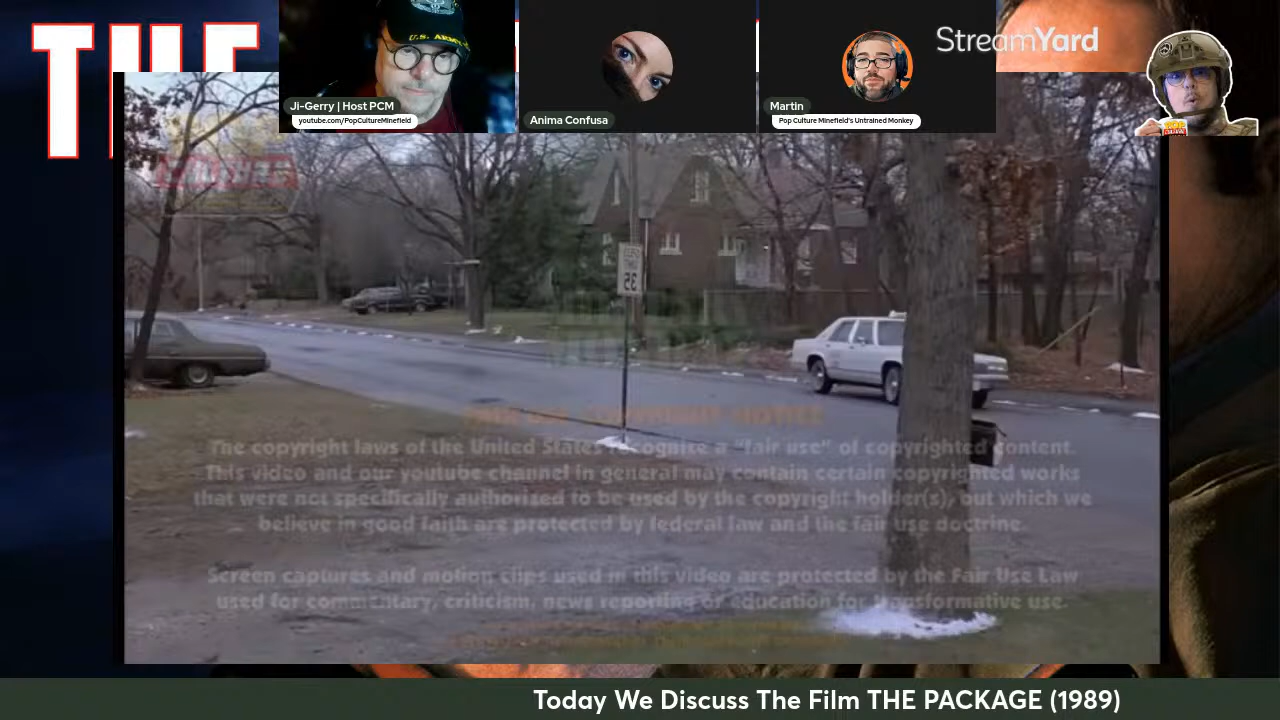 THE
StreamYard
Ji-Gerry | Host PCM
youtube.com/PopCultureMinefield
Anima Confusa
Martin
Pop Culture Minefield's Untrained Monkey
35
The copyright laws of the United States recognize a "fair use" of copyrighted content.
This video and our youtube channel in general may contain certain copyrighted works
that were not specifically authorized to be used by the copyright holder(s), but which we
believe in good faith are protected by federal law and the fair use doctrine.
Screen captures and motion clips used in this video are protected by the Fair Use Law
used for commentary, criticism, news reporting or education for transformative use.
Today We Discuss The Film THE PACKAGE (1989)